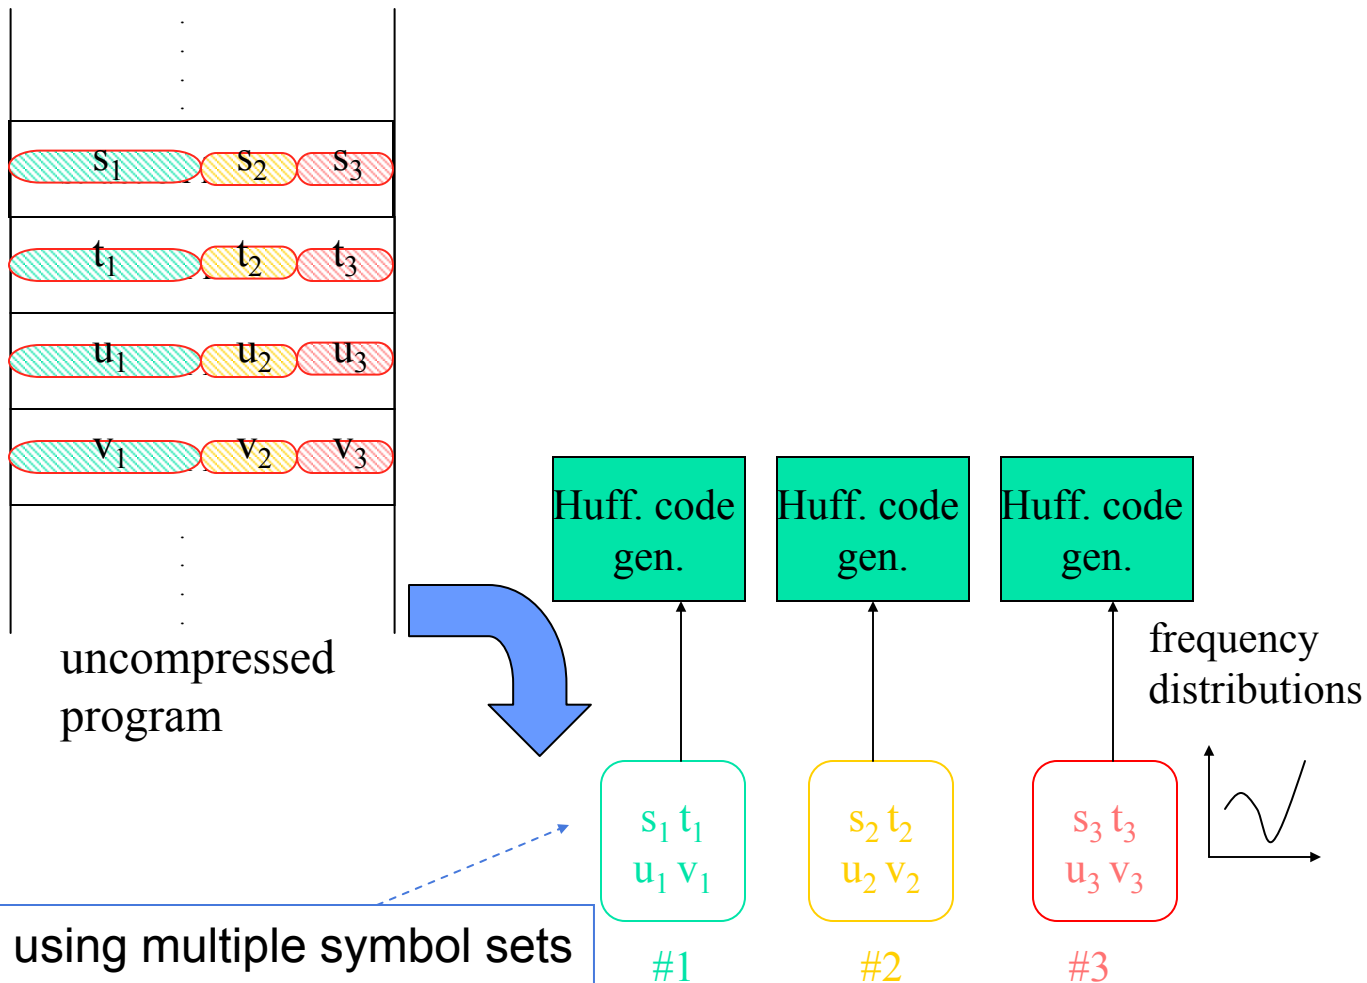 s₁ s₂ s₃
t₁ t₂ t₃
u₁ u₂ u₃
v₁ v₂ v₃
uncompressed
program
Huff. code
gen.
Huff. code
gen.
Huff. code
gen.
frequency
distributions
s₁ t₁
u₁ v₁
s₂ t₂
u₂ v₂
s₃ t₃
u₃ v₃
using multiple symbol sets
#1
#2
#3